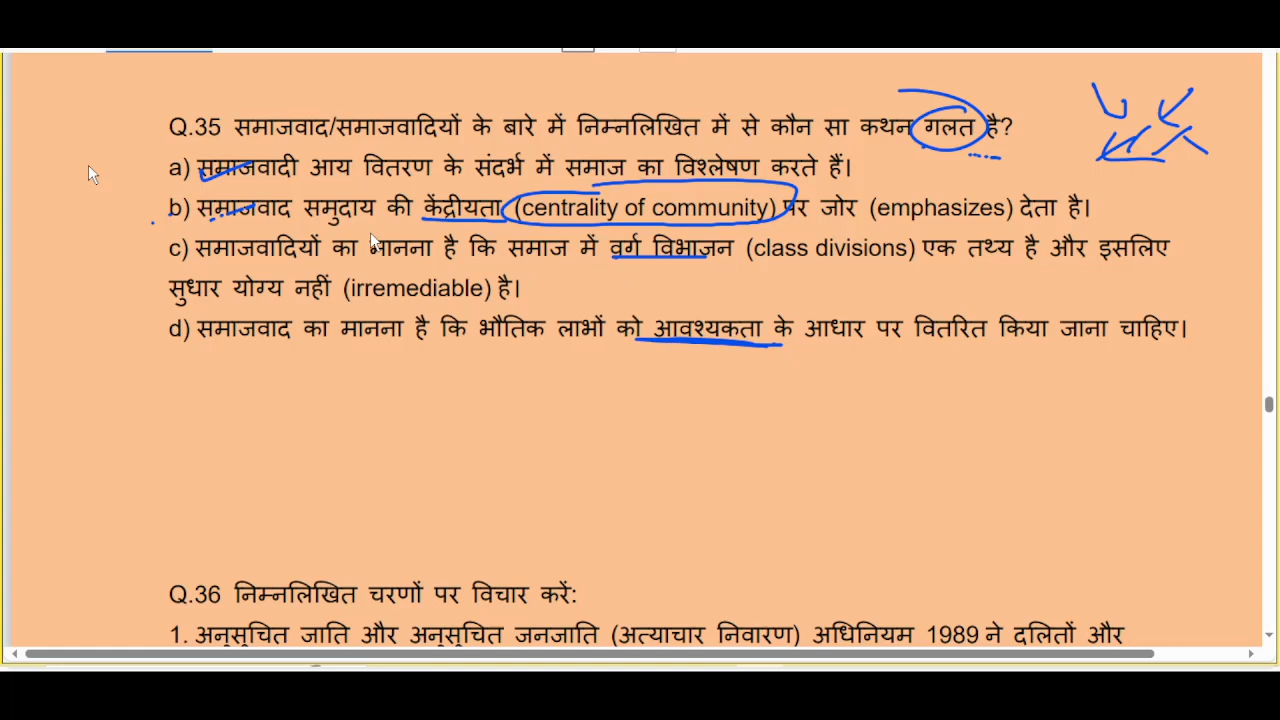 Q.35 समाजवाद/समाजवादियों के बारे में निम्नलिखित में से कौन सा कथन गलत है?
a) समाजवादी आय वितरण के संदर्भ में समाज का विश्लेषण करते हैं।
b) समाजवाद समुदाय की केंद्रीयता (centrality of community) पर जोर (emphasizes) देता है।
c) समाजवादियों का मानना है कि समाज में वर्ग विभाजन (class divisions) एक तथ्य है और इसलिए
सुधार योग्य नहीं (irremediable) है।
d) समाजवाद का मानना है कि भौतिक लाभों को आवश्यकता के आधार पर वितरित किया जाना चाहिए।
Q.36 निम्नलिखित चरणों पर विचार करें:
1. अनुसूचित जाति और अनुसूचित जनजाति (अत्याचार निवारण) अधिनियम 1989 ने दलितों और